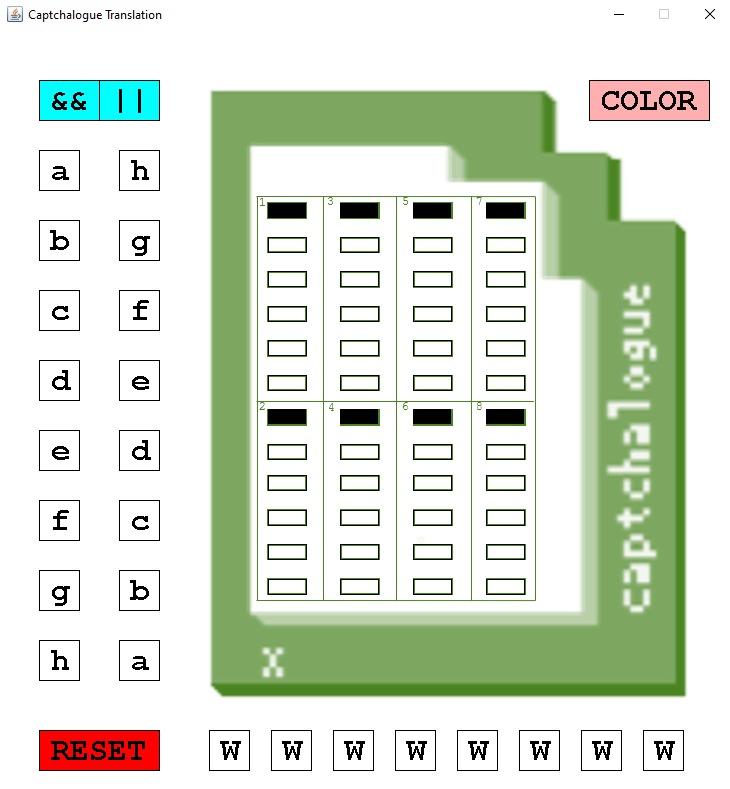 Captchalogue Translation
&& || COLOR
a h
b g
c f
d e
e d
f c
g b
h a
1 3 5 7
2 4 6 8
captchalogue
X
RESET W W W W W W W W